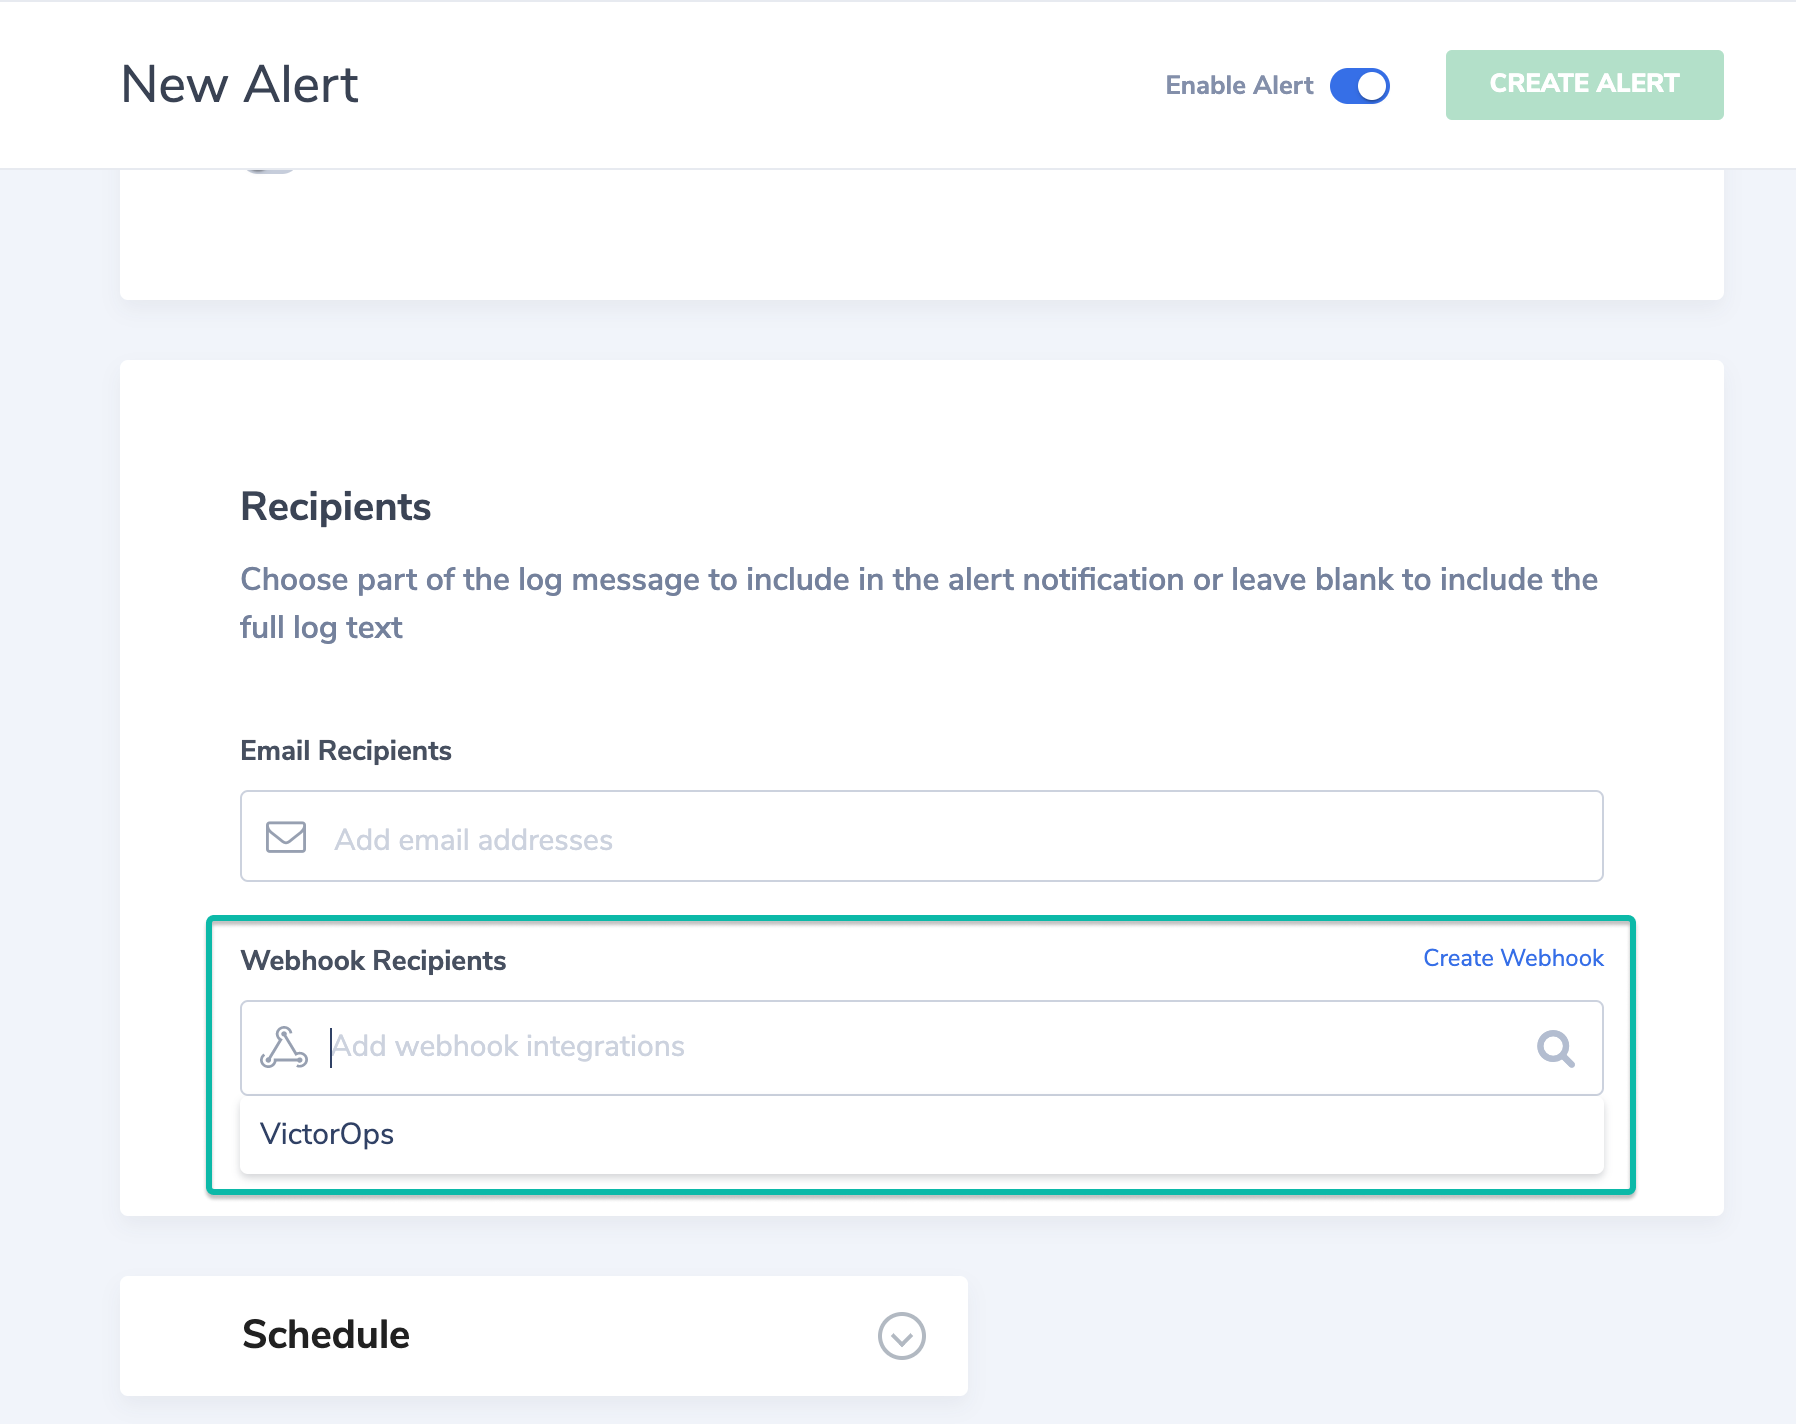 New Alert
Enable Alert
CREATE ALERT
Recipients
Choose part of the log message to include in the alert notification or leave blank to include the
full log text
Email Recipients
Add email addresses
Webhook Recipients
Create Webhook
Add webhook integrations
VictorOps
Schedule